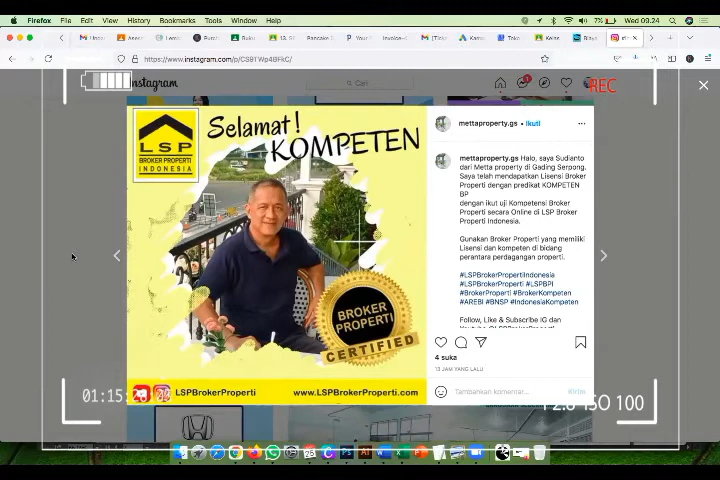 Firefox File Edit View History Bookmarks Tools Window Help
7% Wed 09.24
Kelas
https://www.instagram.com/p/CS91Wp4BFkC/
Instagram
Cari
REC
LSP
BROKER PROPERTI
INDONESIA
Selamat!
KOMPETEN
BROKER
PROPERTI
CERTIFIED
LSPBrokerProperti
www.LSPBrokerProperti.com
mettaproperty.gs • Ikuti
mettaproperty.gs Halo, saya Sudianto
dari Metta property di Gading Serpong.
Saya telah mendapatkan Lisensi Broker
Properti dengan predikat KOMPETEN
BP
dengan ikut uji Kompetensi Broker
Properti secara Online di LSP Broker
Properti Indonesia.
Gunakan Broker Properti yang memiliki
Lisensi dan kompeten di bidang
perantara perdagangan properti.
#LSPBrokerPropertiIndonesia
#LSPBrokerProperti #LSPBPI
#BrokerProperti #BrokerKompeten
#AREBI #BNSP #IndonesiaKompeten
Follow, Like & Subscribe IG dan
4 suka
13 JAM YANG LALU
Tambahkan komentar...
Kirim
ISO 100